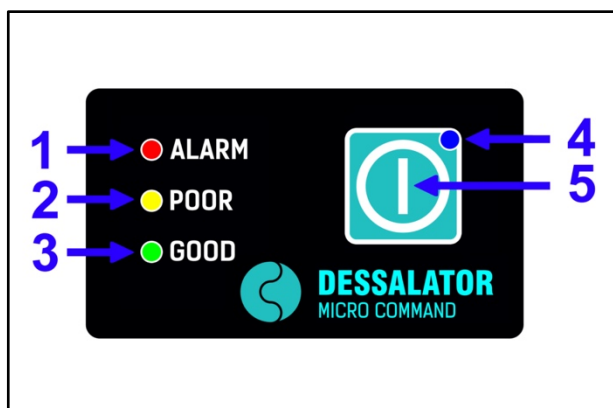 1 ALARM 4
2 POOR 5
3 GOOD
DESSALATOR
MICRO COMMAND